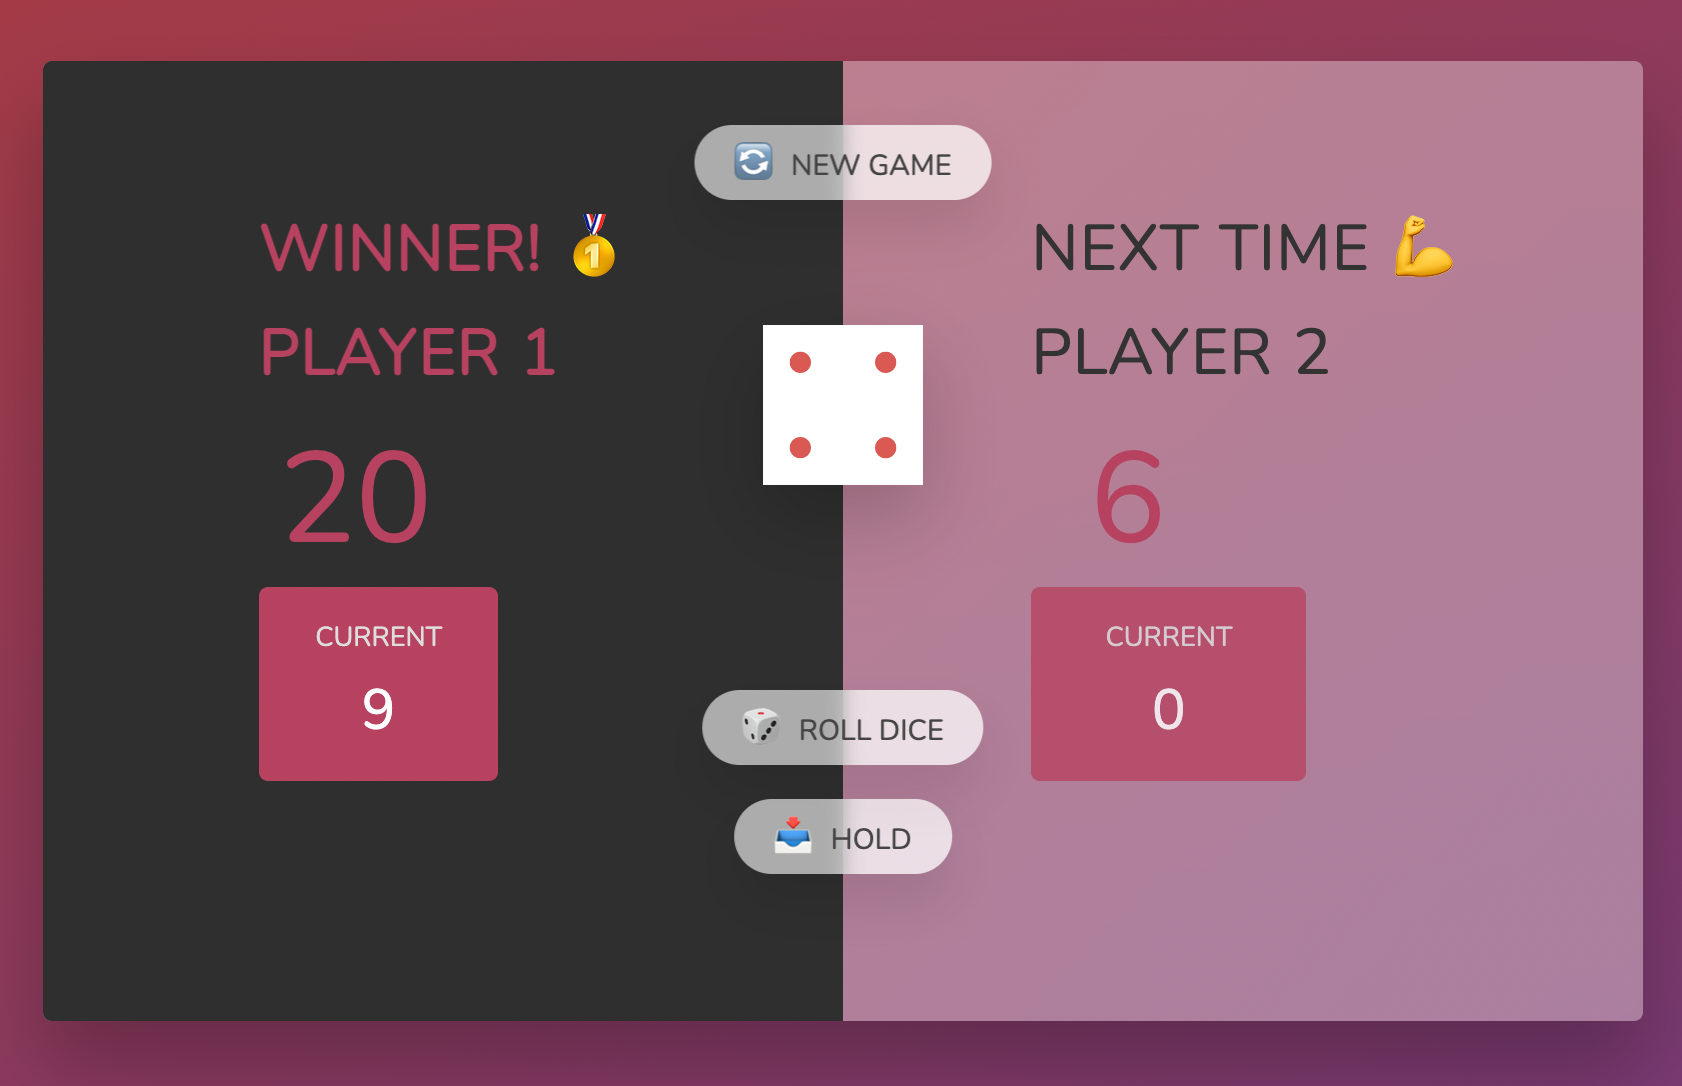 NEW GAME
WINNER! 🥇
PLAYER 1
20
CURRENT
9
NEXT TIME 💪
PLAYER 2
6
CURRENT
0
ROLL DICE
HOLD